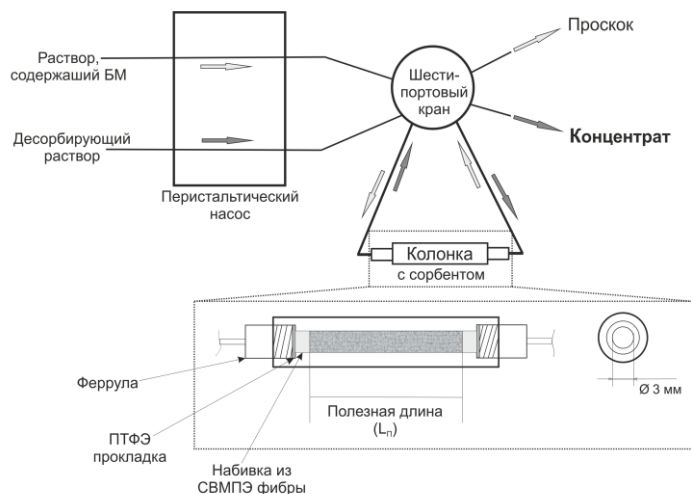 Раствор,
содержаший БМ
Десорбирующий
раствор
Перистальтический
насос
Шести-
портовый
кран
Проскок
Концентрат
Колонка
с сорбентом
Феррула
ПТФЭ
прокладка
Набивка из
СВМПЭ фибры
Полезная длина
(Lп)
Ø 3 мм